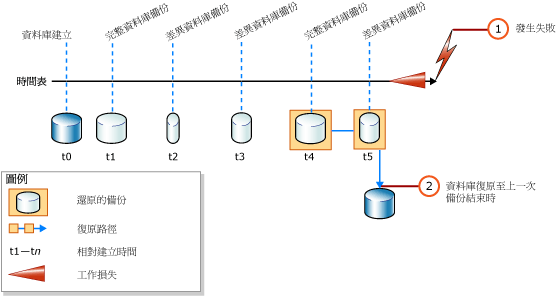 資料庫建立
完整資料庫備份
差異資料庫備份
差異資料庫備份
完整資料庫備份
差異資料庫備份
1
發生失敗
時間表
t0
t1
t2
t3
t4
t5
2
資料庫復原至上一次
備份結束時
圖例
還原的備份
復原路徑
t1—tn
相對建立時間
工作損失